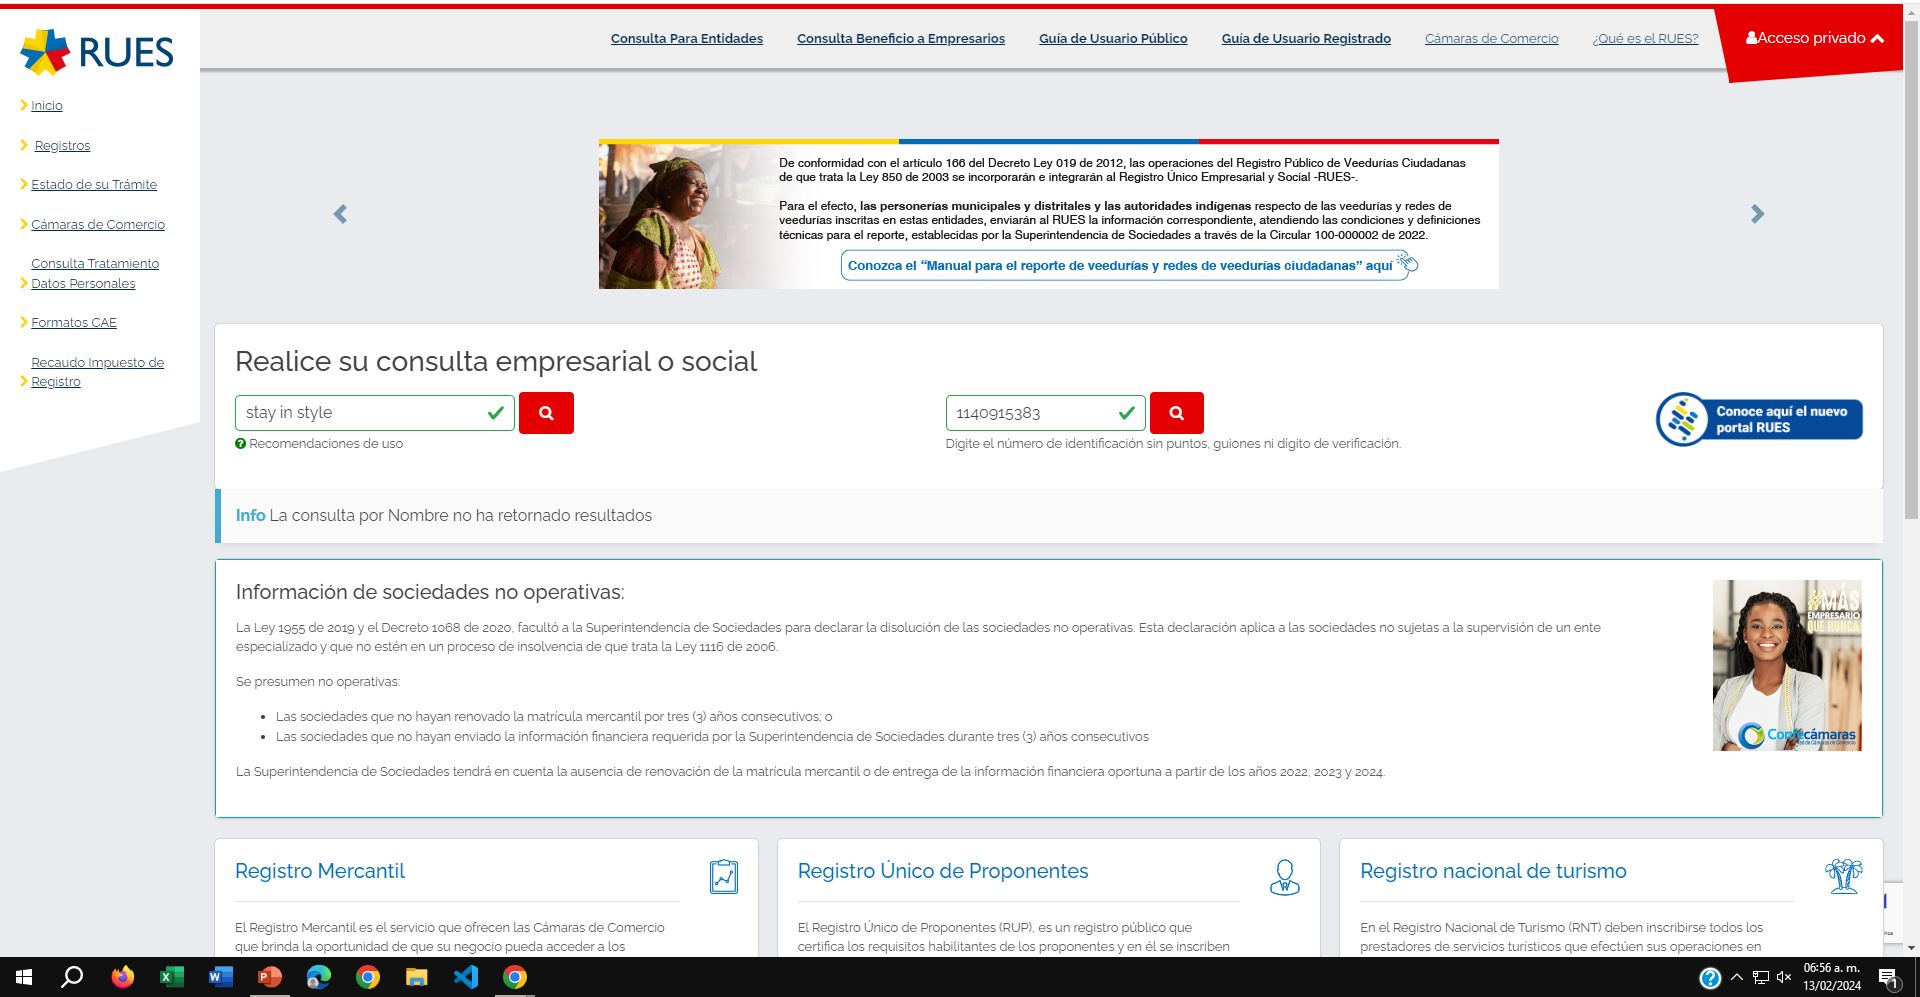 RUES
Consulta Para Entidades
Consulta Beneficio a Empresarios
Guía de Usuario Público
Guía de Usuario Registrado
Cámaras de Comercio
¿Qué es el RUES?
Acceso privado
Inicio
Registros
Estado de su Trámite
Cámaras de Comercio
Consulta Tratamiento
Datos Personales
Formatos CAE
Recaudo Impuesto de
Registro
De conformidad con el artículo 166 del Decreto Ley 019 de 2012, las operaciones del Registro Público de Veedurías Ciudadanas
de que trata la Ley 850 de 2003 se incorporarán e integrarán al Registro Único Empresarial y Social -RUES-.
Para el efecto, las personerías municipales y distritales y las autoridades indígenas respecto de las veedurías y redes de
veedurías inscritas en estas entidades, enviarán al RUES la información correspondiente, atendiendo las condiciones y definiciones
técnicas para el reporte, establecidas por la Superintendencia de Sociedades a través de la Circular 100-000002 de 2022.
Conozca el “Manual para el reporte de veedurías y redes de veedurías ciudadanas” aquí
Realice su consulta empresarial o social
stay in style
Recomendaciones de uso
1140915383
Digite el número de identificación sin puntos, guiones ni dígito de verificación.
Conoce aquí el nuevo
portal RUES
Info La consulta por Nombre no ha retornado resultados
Información de sociedades no operativas:
La Ley 1955 de 2019 y el Decreto 1068 de 2020, facultó a la Superintendencia de Sociedades para declarar la disolución de las sociedades no operativas. Esta declaración aplica a las sociedades no sujetas a la supervisión de un ente
especializado y que no estén en un proceso de insolvencia de que trata la Ley 1116 de 2006.
Se presumen no operativas:
• Las sociedades que no hayan renovado la matrícula mercantil por tres (3) años consecutivos; o
• Las sociedades que no hayan enviado la información financiera requerida por la Superintendencia de Sociedades durante tres (3) años consecutivos
La Superintendencia de Sociedades tendrá en cuenta la ausencia de renovación de la matrícula mercantil o de entrega de la información financiera oportuna a partir de los años 2022, 2023 y 2024.
#MÁS
EMPRESARIO
QUE NUNCA
Confecámaras
Red de Cámaras de Comercio
Registro Mercantil
El Registro Mercantil es el servicio que ofrecen las Cámaras de Comercio
que brinda la oportunidad de que su negocio pueda acceder a los
Registro Único de Proponentes
El Registro Único de Proponentes (RUP), es un registro público que
certifica los requisitos habilitantes de los proponentes y en él se inscriben
Registro nacional de turismo
En el Registro Nacional de Turismo (RNT) deben inscribirse todos los
prestadores de servicios turísticos que efectúen sus operaciones en
06:56 a. m.
13/02/2024
1